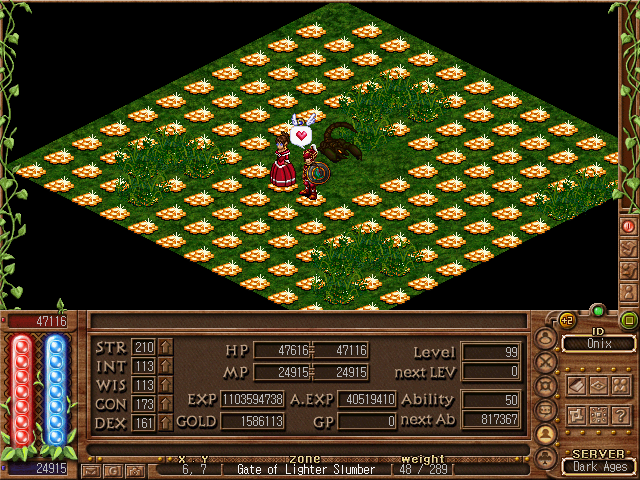 47116
+2
ID
Onix
STR 210
HP 47616 47116
Level 99
INT 113
MP 24915 24915
next LEV 0
WIS 113
CON 173
EXP 1103594738
A.EXP 40519410
Ability 50
DEX 161
GOLD 1586113
GP 0
next Ab 817367
24915
G
x . Y
zone
weight
6, 7
Gate of Lighter Slumber
48 / 289
?
SERVER
Dark Ages